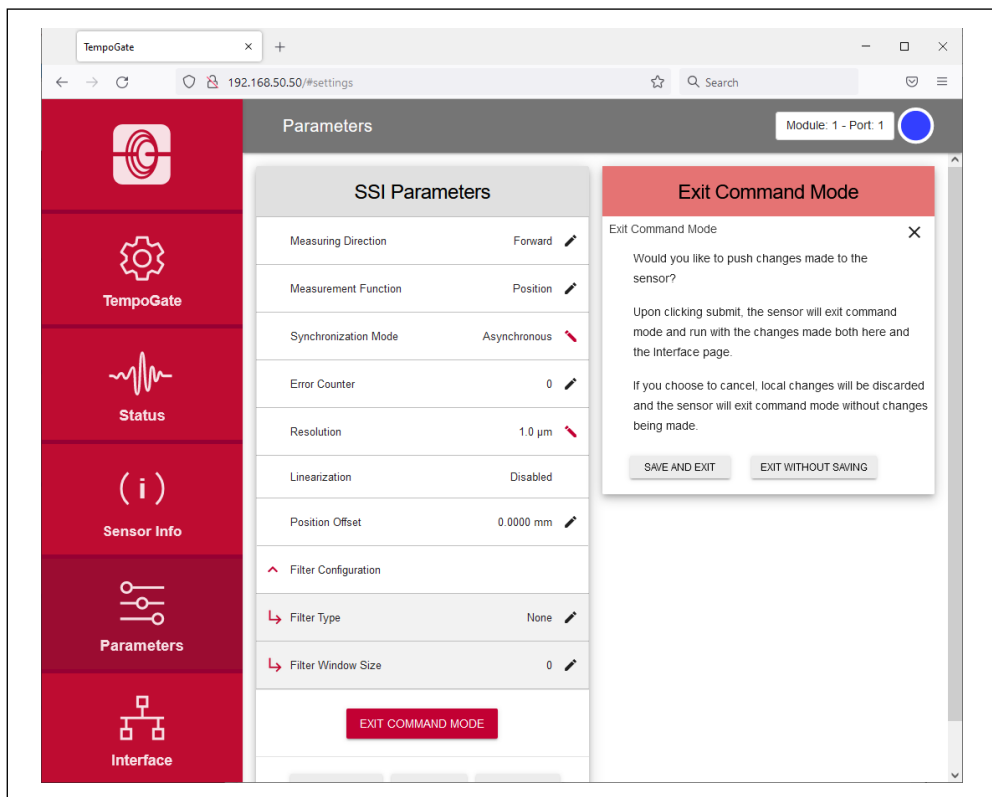 TempoGate
192.168.50.50/#settings
Search
Parameters
Module: 1 - Port: 1
TempoGate
Status
(i)
Sensor Info
Parameters
Interface
SSI Parameters
Measuring Direction Forward
Measurement Function Position
Synchronization Mode Asynchronous
Error Counter 0
Resolution 1.0 µm
Linearization Disabled
Position Offset 0.0000 mm
Filter Configuration
Filter Type None
Filter Window Size 0
EXIT COMMAND MODE
Exit Command Mode
Exit Command Mode
Would you like to push changes made to the
sensor?
Upon clicking submit, the sensor will exit command
mode and run with the changes made both here and
the Interface page.
If you choose to cancel, local changes will be discarded
and the sensor will exit command mode without changes
being made.
SAVE AND EXIT EXIT WITHOUT SAVING